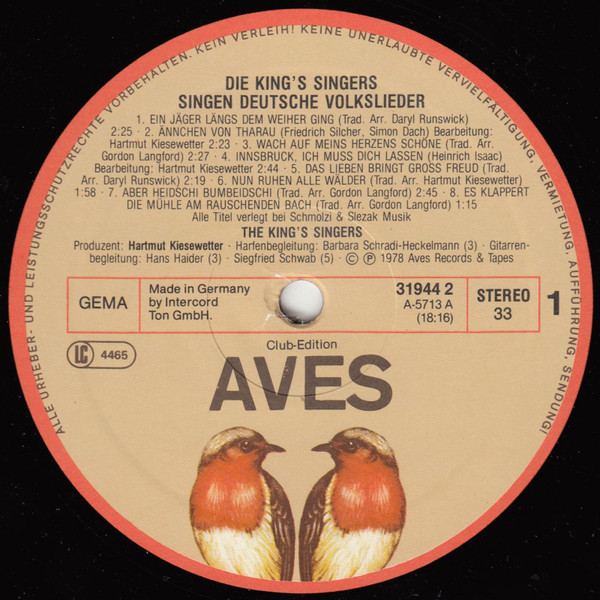 ALLE URHEBER- UND LEISTUNGSSCHUTZRECHTE VORBEHALTEN. KEIN VERLEIH! KEINE UNERLAUBTE VERVIELFÄLTIGUNG, VERMIETUNG, AUFFÜHRUNG, SENDUNG!
DIE KING'S SINGERS
SINGEN DEUTSCHE VOLKSLIEDER
1. EIN JÄGER LÄNGS DEM WEIHER GING (Trad. Arr. Daryl Runswick)
2:25 · 2. ÄNNCHEN VON THARAU (Friedrich Silcher, Simon Dach) Bearbeitung:
Hartmut Kiesewetter 2:23 · 3. WACH AUF MEINS HERZENS SCHÖNE (Trad. Arr.
Gordon Langford) 2:27 · 4. INNSBRUCK, ICH MUSS DICH LASSEN (Heinrich Isaac)
Bearbeitung: Hartmut Kiesewetter 2:44 · 5. DAS LIEBEN BRINGT GROSS FREUD (Trad.
Arr. Daryl Runswick) 2:19 · 6. NUN RUHEN ALLE WÄLDER (Trad. Arr. Hartmut Kiesewetter)
1:58 · 7. ABER HEIDSCHI BUMBEIDSCHI (Trad. Arr. Gordon Langford) 2:45 · 8. ES KLAPPERT
DIE MÜHLE AM RAUSCHENDEN BACH (Trad. Arr. Gordon Langford) 1:15
Alle Titel verlegt bei Schmolzi & Slezak Musik
THE KING'S SINGERS
Produzent: Hartmut Kiesewetter · Harfenbegleitung: Barbara Schradi-Heckelmann (3) · Gitarren-
begleitung: Hans Haider (3) · Siegfried Schwab (5) · © ℗ 1978 Aves Records & Tapes
GEMA
Made in Germany
by Intercord
Ton GmbH.
31944 2
A-5713 A
(18:16)
STEREO
33
1
LC 4465
Club-Edition
AVES